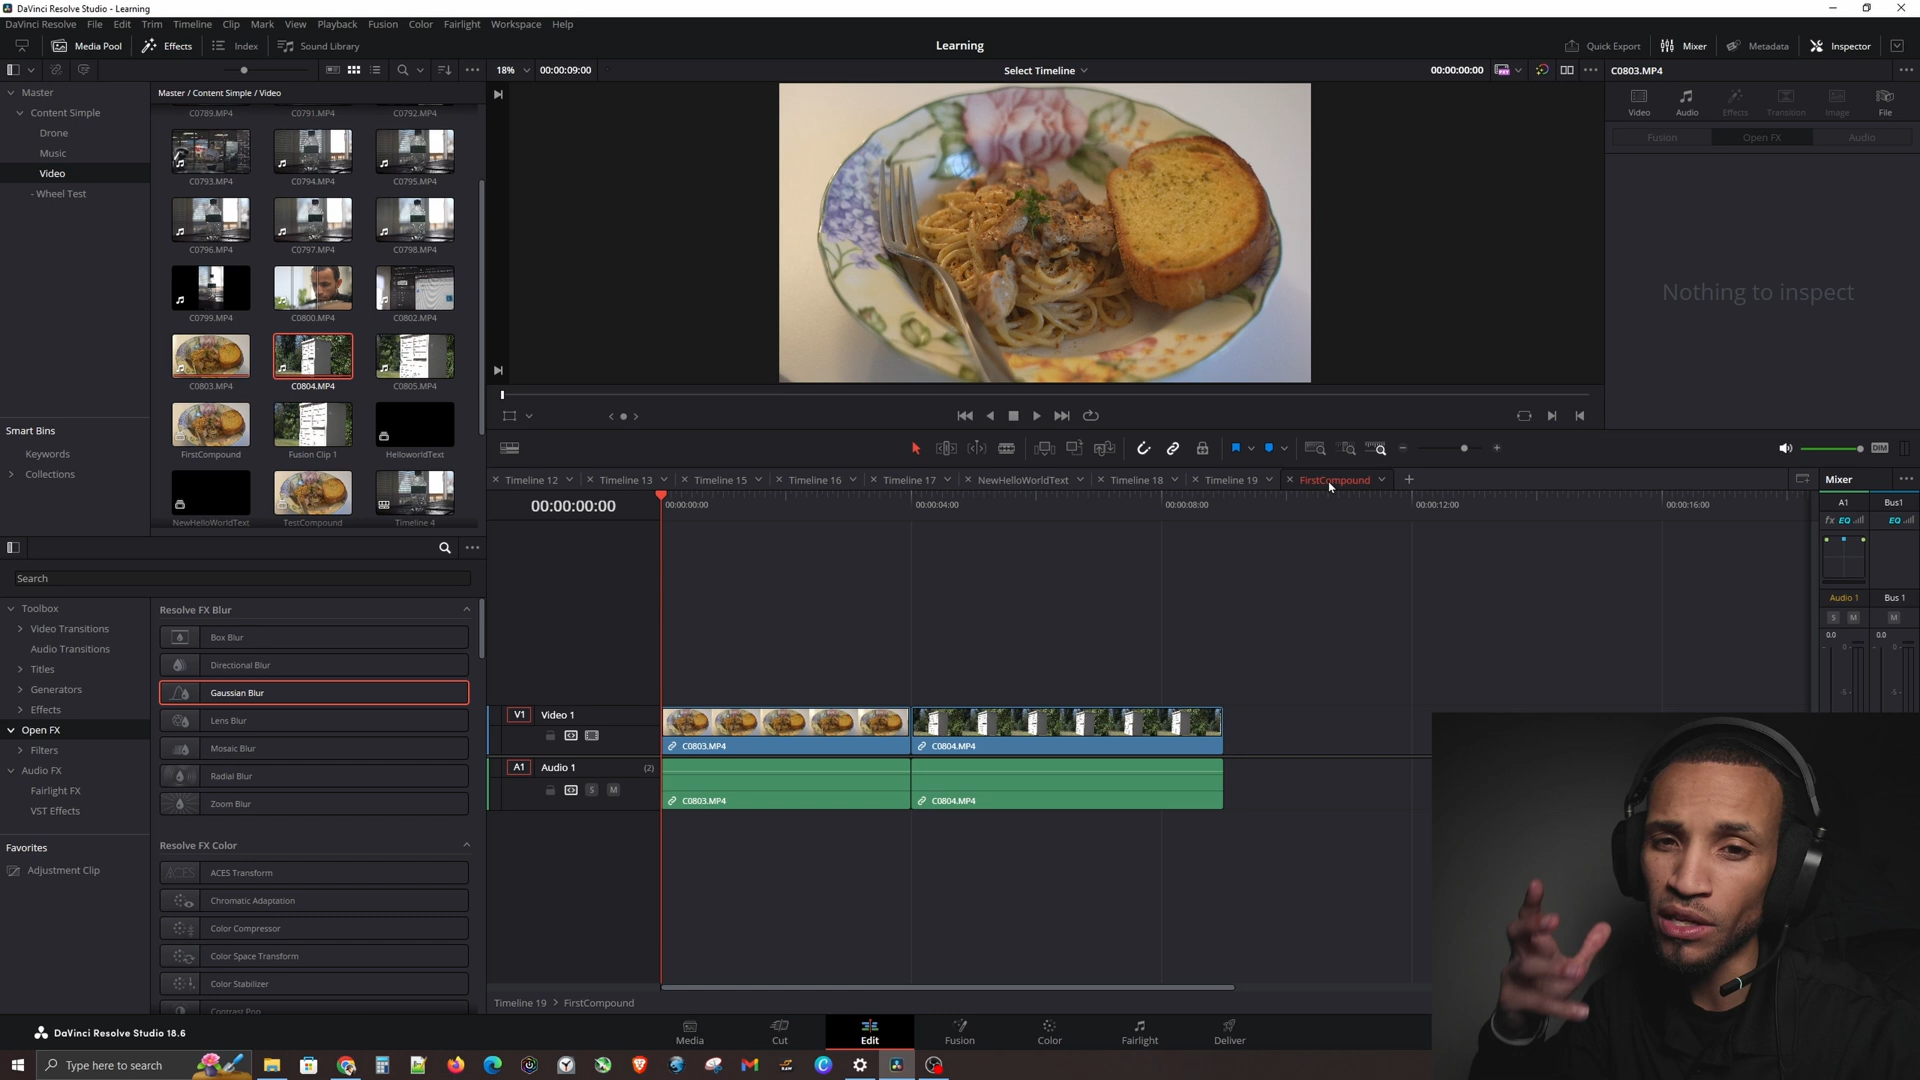 DaVinci Resolve Studio - Learning
DaVinci Resolve File Edit Trim Timeline Clip Mark View Playback Fusion Color Fairlight Workspace Help
Media Pool Effects Index Sound Library Learning Quick Export Mixer Metadata Inspector
18% 00:00:09:00 Select Timeline 00:00:00:00 C0803.MP4
Master Master / Content Simple / Video
Content Simple
Drone
Music
Video
- Wheel Test
C0789.MP4 C0791.MP4 C0792.MP4
C0793.MP4 C0794.MP4 C0795.MP4
C0796.MP4 C0797.MP4 C0798.MP4
C0799.MP4 C0800.MP4 C0802.MP4
C0803.MP4 C0804.MP4 C0805.MP4
FirstCompound Fusion Clip 1 HelloworldText
NewHelloWorldText TestCompound Timeline 4
Smart Bins
Keywords
Collections
Video Audio Effects Transition Image File
Fusion Open FX Audio
Nothing to inspect
DIM
Timeline 12 Timeline 13 Timeline 15 Timeline 16 Timeline 17 NewHelloWorldText Timeline 18 Timeline 19 FirstCompound
00:00:00:00 00:00:00:00 00:00:04:00 00:00:08:00 00:00:12:00 00:00:16:00
Mixer
A1 Bus1
fx EQ EQ
Audio 1 Bus 1
S M M
0.0 0.0
0 0
-5 -5
Search
Toolbox
Video Transitions
Audio Transitions
Titles
Generators
Effects
Open FX
Filters
Audio FX
Fairlight FX
VST Effects
Favorites
Adjustment Clip
Resolve FX Blur
Box Blur
Directional Blur
Gaussian Blur
Lens Blur
Mosaic Blur
Radial Blur
Zoom Blur
Resolve FX Color
ACES ACES Transform
Chromatic Adaptation
Color Compressor
Color Space Transform
Color Stabilizer
Contrast Pop
V1 Video 1
C0803.MP4 C0804.MP4
A1 Audio 1 (2)
S M
C0803.MP4 C0804.MP4
Timeline 19 > FirstCompound
DaVinci Resolve Studio 18.6
Media Cut Edit Fusion Color Fairlight Deliver
Type here to search